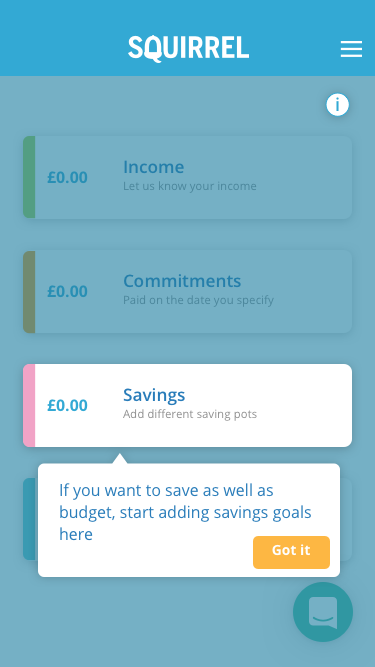 SQUIRREL
i
£0.00
Income
Let us know your income
£0.00
Commitments
Paid on the date you specify
£0.00
Savings
Add different saving pots
If you want to save as well as
budget, start adding savings goals
here
Got it